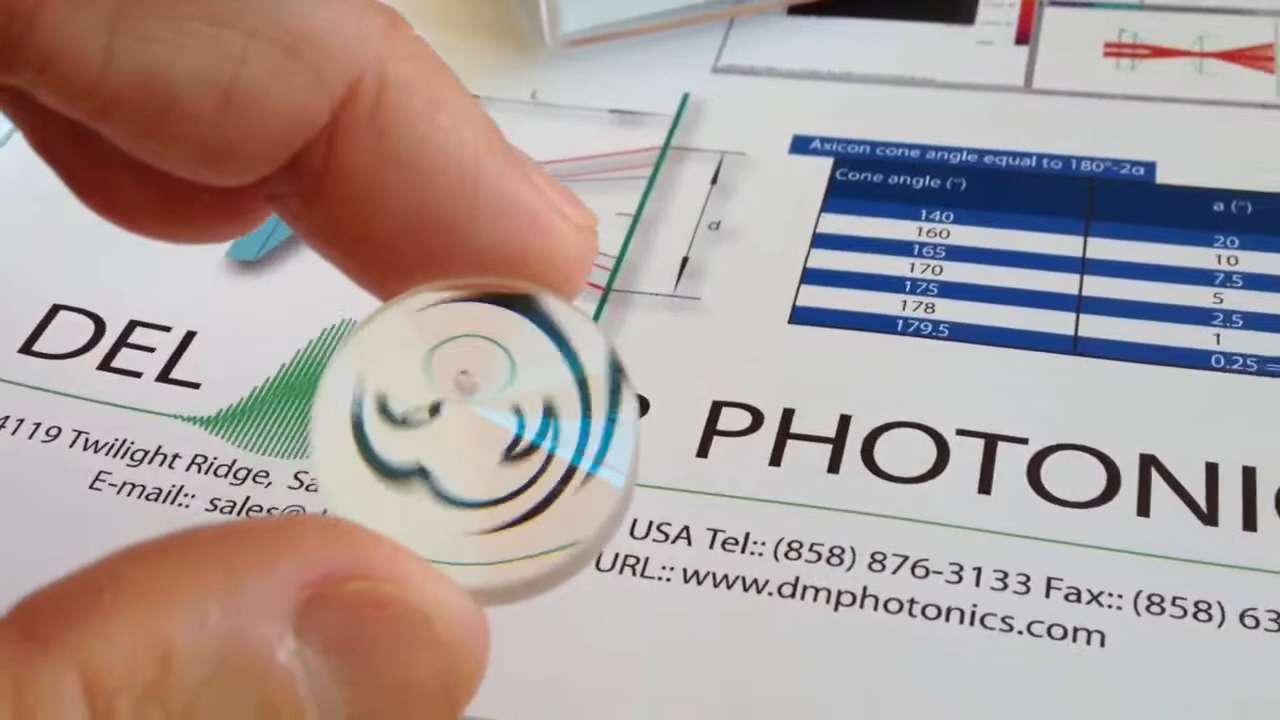 L
d
Axicon cone angle equal to 180°-2α
Cone angle (°) a (°)
140 20
160 10
165 7.5
170 5
175 2.5
178 1
179.5 0.25 =
DEL PHOTONI
4119 Twilight Ridge, Sa USA Tel:: (858) 876-3133 Fax:: (858) 63
E-mail:: sales@ URL:: www.dmphotonics.com